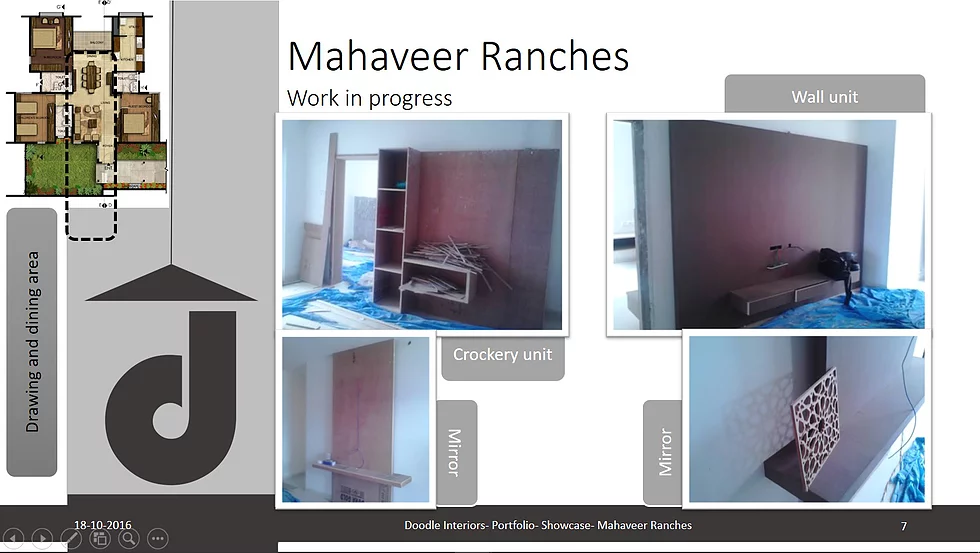 Mahaveer Ranches
Work in progress
Wall unit
Crockery unit
Mirror
Mirror
Drawing and dining area
d
18-10-2016
Doodle Interiors- Portfolio- Showcase- Mahaveer Ranches
7